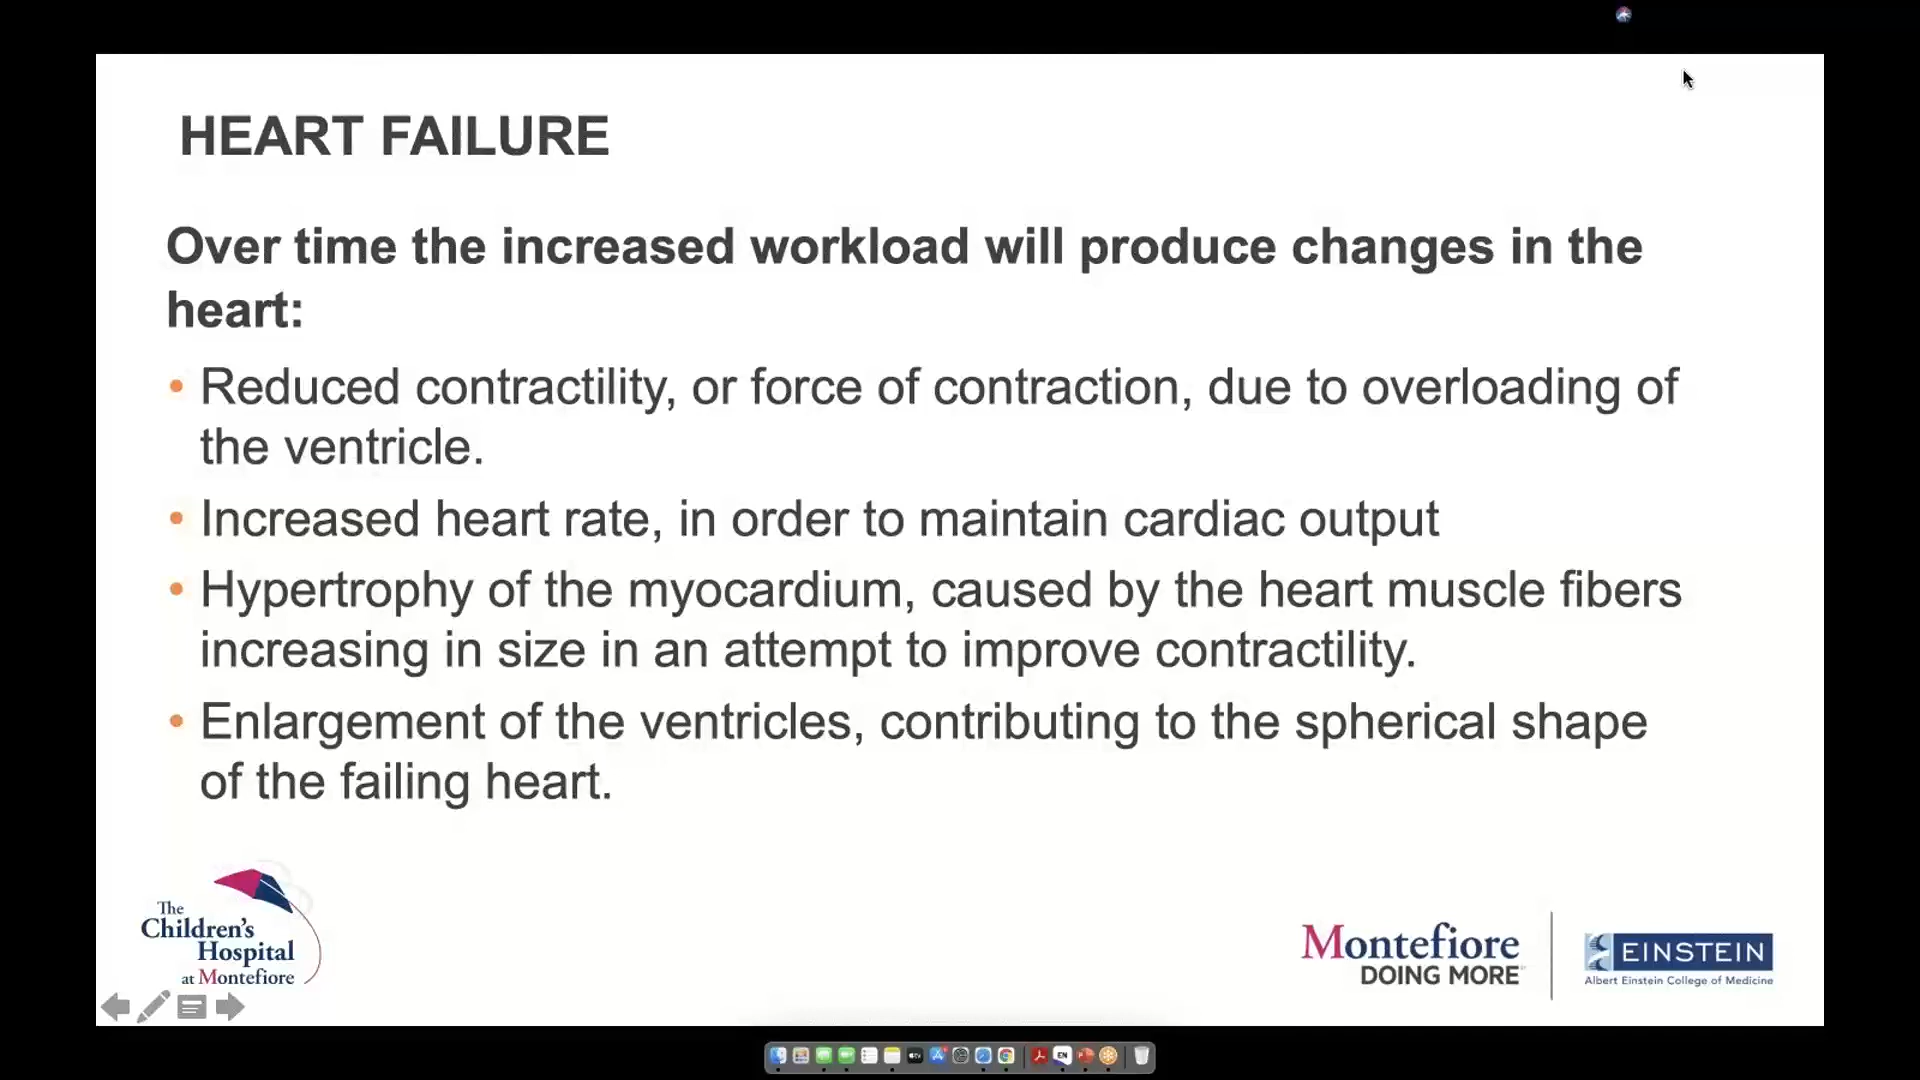 HEART FAILURE
Over time the increased workload will produce changes in the
heart:
• Reduced contractility, or force of contraction, due to overloading of
the ventricle.
• Increased heart rate, in order to maintain cardiac output
• Hypertrophy of the myocardium, caused by the heart muscle fibers
increasing in size in an attempt to improve contractility.
• Enlargement of the ventricles, contributing to the spherical shape
of the failing heart.
The
Children's
Hospital
at Montefiore
Montefiore
DOING MORE
EINSTEIN
Albert Einstein College of Medicine
EN